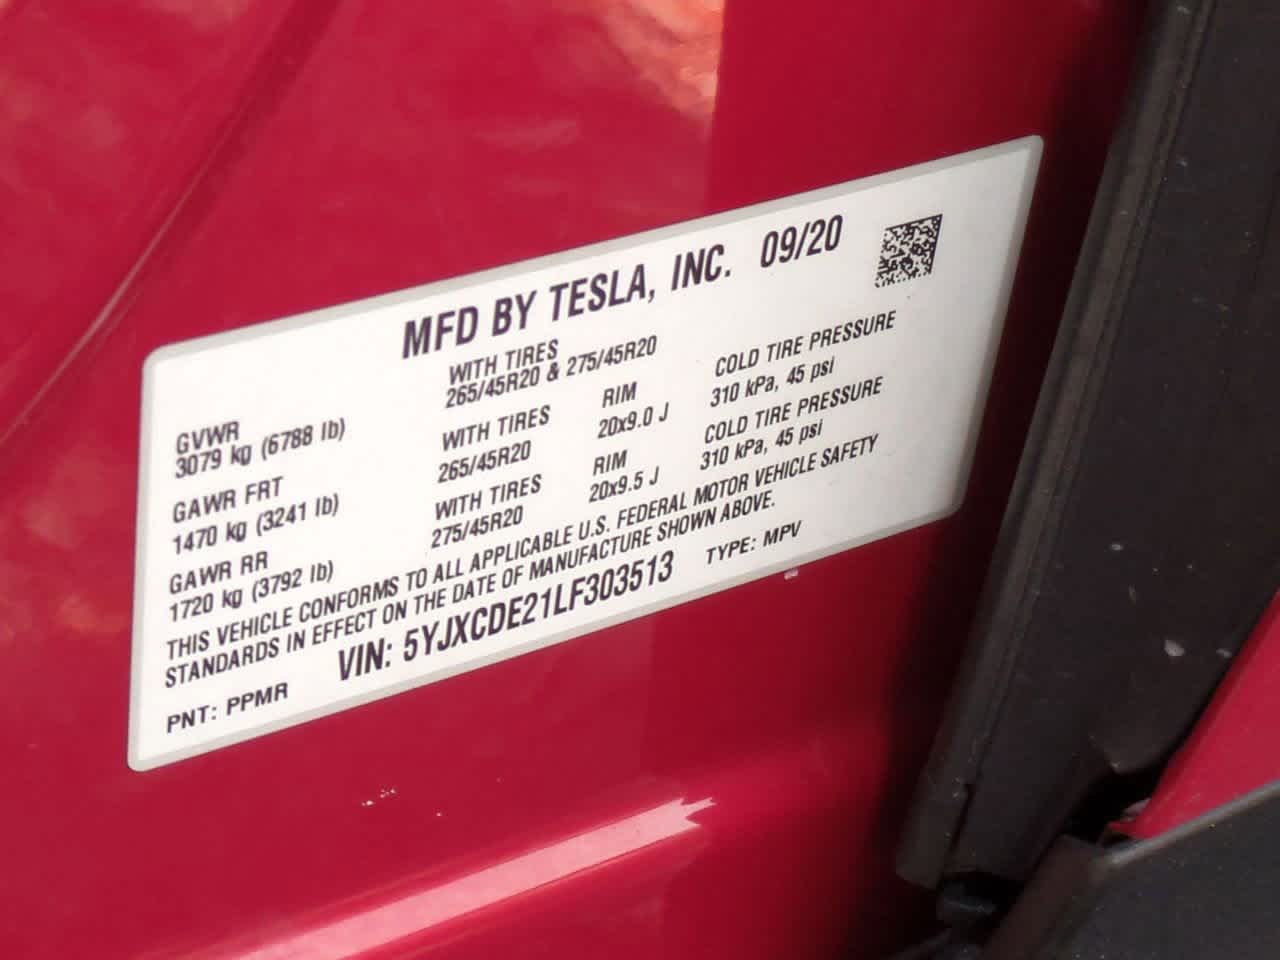 MFD BY TESLA, INC. 09/20
GVWR
3079 kg (6788 lb)
WITH TIRES
265/45R20 & 275/45R20
GAWR FRT
1470 kg (3241 lb)
WITH TIRES
265/45R20
RIM
20x9.0 J
COLD TIRE PRESSURE
310 kPa, 45 psi
GAWR RR
1720 kg (3792 lb)
WITH TIRES
275/45R20
RIM
20x9.5 J
COLD TIRE PRESSURE
310 kPa, 45 psi
THIS VEHICLE CONFORMS TO ALL APPLICABLE U.S. FEDERAL MOTOR VEHICLE SAFETY
STANDARDS IN EFFECT ON THE DATE OF MANUFACTURE SHOWN ABOVE.
VIN: 5YJXCDE21LF303513 TYPE: MPV
PNT: PPMR